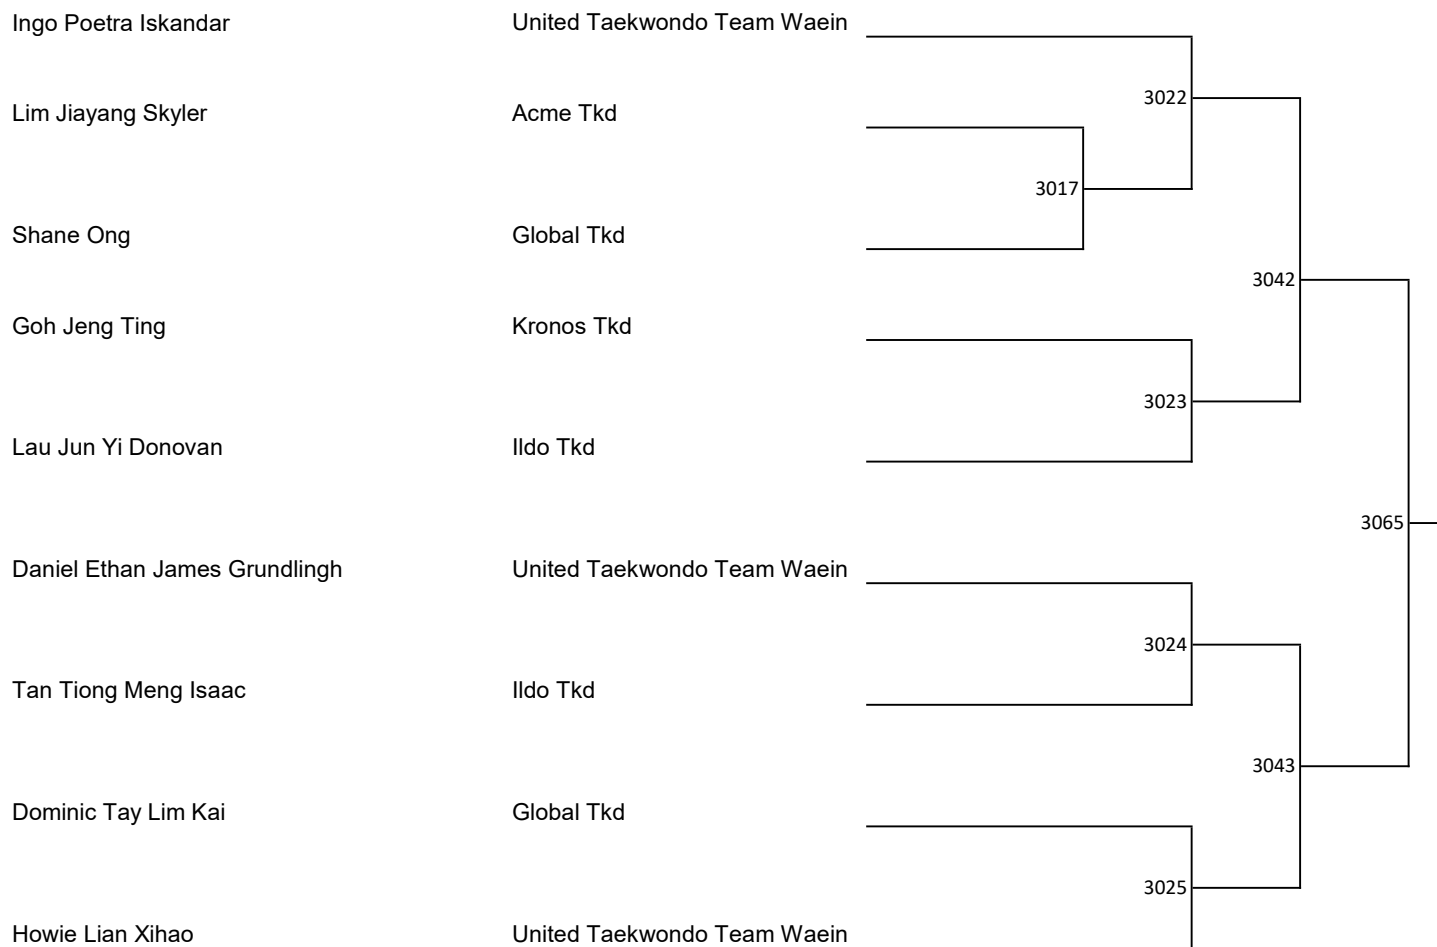 Ingo Poetra Iskandar United Taekwondo Team Waein
3022
Lim Jiayang Skyler Acme Tkd
3017
Shane Ong Global Tkd
3042
Goh Jeng Ting Kronos Tkd
3023
Lau Jun Yi Donovan Ildo Tkd
3065
Daniel Ethan James Grundlingh United Taekwondo Team Waein
3024
Tan Tiong Meng Isaac Ildo Tkd
3043
Dominic Tay Lim Kai Global Tkd
3025
Howie Lian Xihao United Taekwondo Team Waein